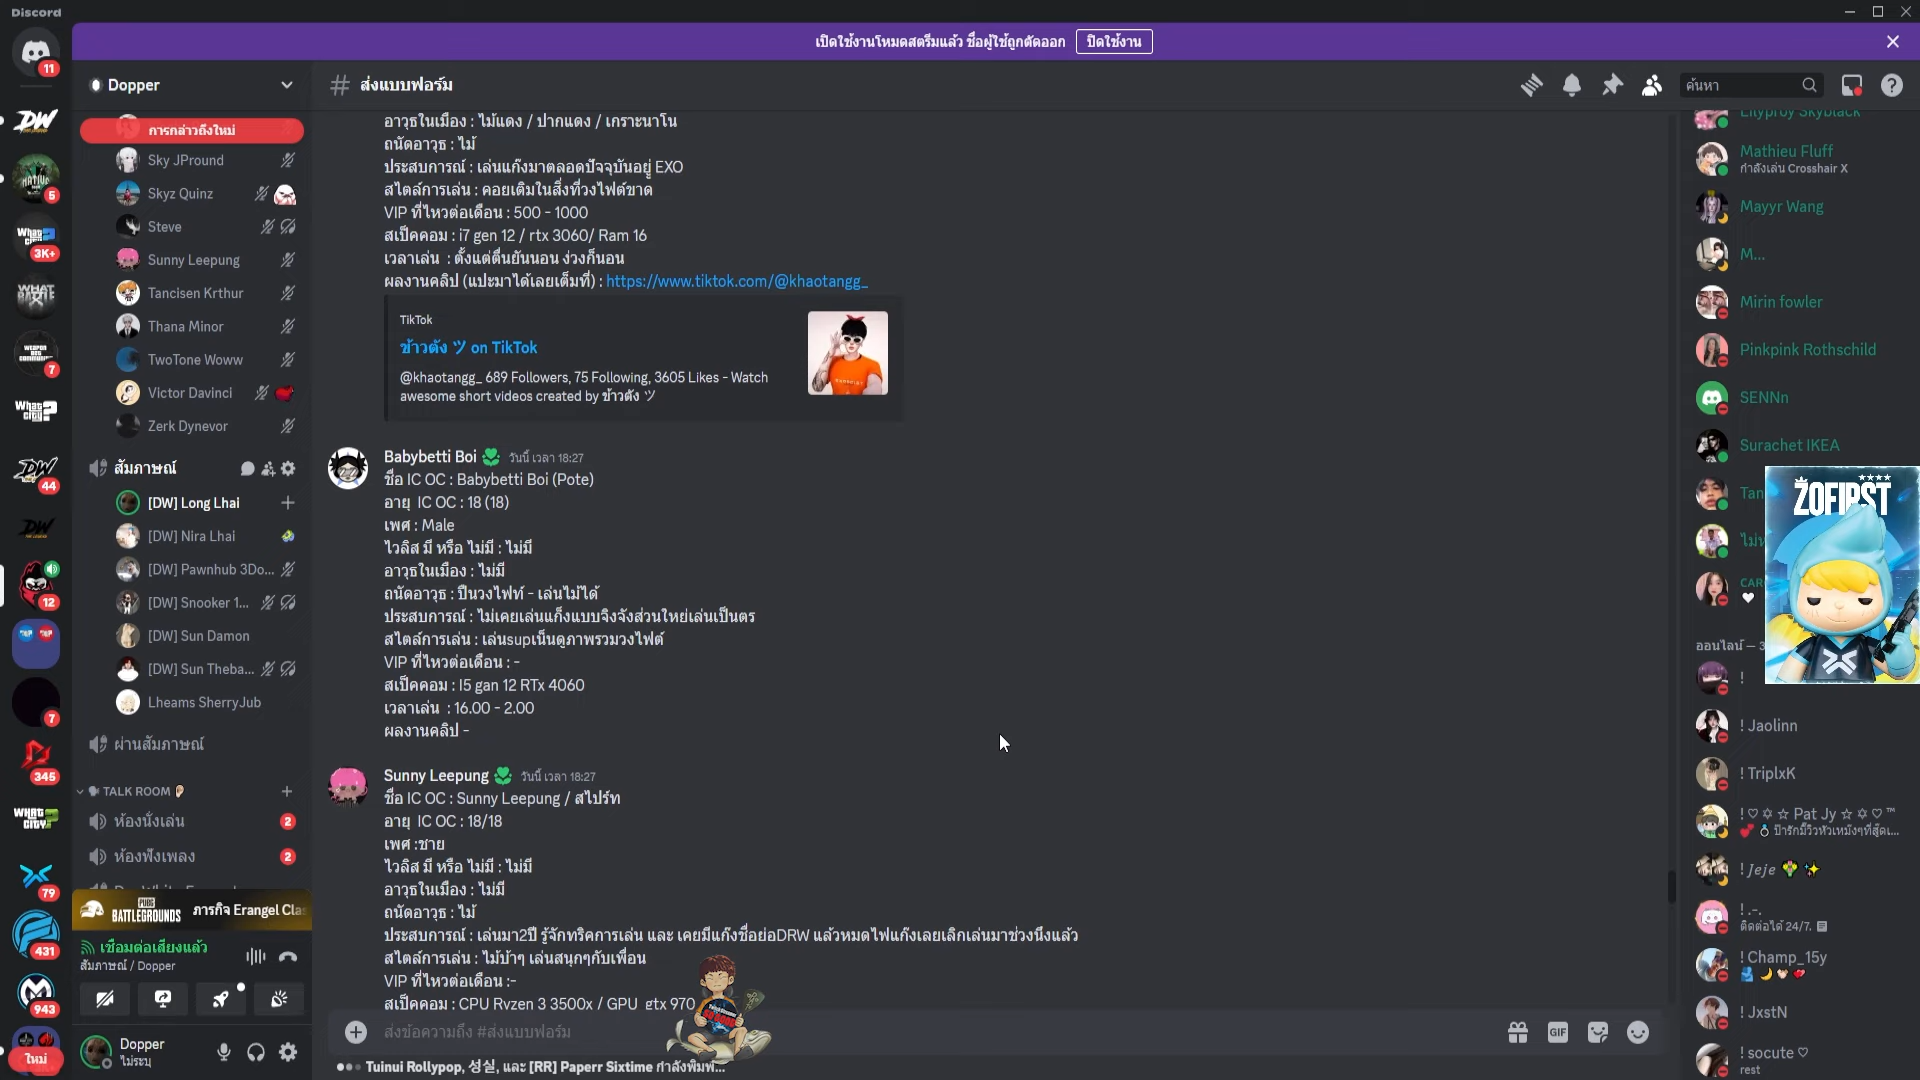 Discord
เปิดใช้งานโหมดสตรีมแล้ว ชื่อผู้ใช้ถูกตัดออก ปิดใช้งาน
11
Dopper
ส่งแบบฟอร์ม
ค้นหา
การกล่าวถึงใหม่
Sky JPround
Skyz Quinz
Steve
Sunny Leepung
Tancisen Krthur
Thana Minor
TwoTone Woww
Victor Davinci
Zerk Dynevor
สัมภาษณ์
[DW] Long Lhai
[DW] Nira Lhai
[DW] Pawnhub 3Do...
[DW] Snooker 1...
[DW] Sun Damon
[DW] Sun Theba...
Lheams SherryJub
ผ่านสัมภาษณ์
TALK ROOM
ห้องนั่งเล่น 2
ห้องฟังเพลง 2
PUBG BATTLEGROUNDS ภารกิจ Erangel Clas
เชื่อมต่อเสียงแล้ว
สัมภาษณ์ / Dopper
Dopper
ไม่ระบุ
DW
5
3K+
WHAT BATTLE
7
What City?
DW
44
DW
12
7
345
WHAT CITY?
79
431
943
ใหม่
อาวุธในเมือง : ไม้แดง / ปากแดง / เกราะนาโน
ถนัดอาวุธ : ไม้
ประสบการณ์ : เล่นแก๊งมาตลอดปัจจุบันอยู่ EXO
สไตล์การเล่น : คอยเติมในสิ่งที่วงไฟต์ขาด
VIP ที่ไหวต่อเดือน : 500 - 1000
สเป็คคอม : i7 gen 12 / rtx 3060/ Ram 16
เวลาเล่น : ตั้งแต่ตื่นยันนอน ง่วงก็นอน
ผลงานคลิป (แปะมาได้เลยเต็มที่) : https://www.tiktok.com/@khaotangg_
TikTok
ข้าวตัง ツ on TikTok
@khaotangg_ 689 Followers, 75 Following, 3605 Likes - Watch
awesome short videos created by ข้าวตัง ツ
Babybetti Boi วันนี้ เวลา 18:27
ชื่อ IC OC : Babybetti Boi (Pote)
อายุ IC OC : 18 (18)
เพศ : Male
ไวลิส มี หรือ ไม่มี : ไม่มี
อาวุธในเมือง : ไม่มี
ถนัดอาวุธ : ปืนวงไฟท์ - เล่นไม้ได้
ประสบการณ์ : ไม่เคยเล่นแก็งแบบจิงจังส่วนใหย่เล่นเป็นตร
สไตล์การเล่น : เล่นsupเน็นดูภาพรวมวงไฟต์
VIP ที่ไหวต่อเดือน : -
สเป็คคอม : I5 gan 12 RTx 4060
เวลาเล่น : 16.00 - 2.00
ผลงานคลิป -
Sunny Leepung วันนี้ เวลา 18:27
ชื่อ IC OC : Sunny Leepung / สไปร์ท
อายุ IC OC : 18/18
เพศ :ชาย
ไวลิส มี หรือ ไม่มี : ไม่มี
อาวุธในเมือง : ไม่มี
ถนัดอาวุธ : ไม้
ประสบการณ์ : เล่นมา2ปี รู้จักทริคการเล่น และ เคยมีแก๊งชื่อย่อDRW แล้วหมดไฟแก๊งเลยเลิกเล่นมาช่วงนึงแล้ว
สไตล์การเล่น : ไม้บ้าๆ เล่นสนุกๆกับเพื่อน
VIP ที่ไหวต่อเดือน :-
สเป็คคอม : CPU Ryzen 3 3500x / GPU gtx 970
ส่งข้อความถึง #ส่งแบบฟอร์ม
GIF
Tuinui Rollypop, 성실, และ [RR] Paperr Sixtime กำลังพิมพ์...
Lilyproy Skyblack
Mathieu Fluff
กำลังเล่น Crosshair X
Mayyr Wang
M...
Mirin fowler
Pinkpink Rothschild
SENNn
Surachet IKEA
Tan
ไม่
CAR
ZOFIRST
ออนไลน์ — 3
!
! Jaolinn
! TriplxK
! ♡ ✡ ☆ Pat Jy ☆ ✡ ♡ ™
! Jeje
! .-.
ติดต่อได้ 24/7.
! Champ_15y
! JxstN
! socute ♡
rest